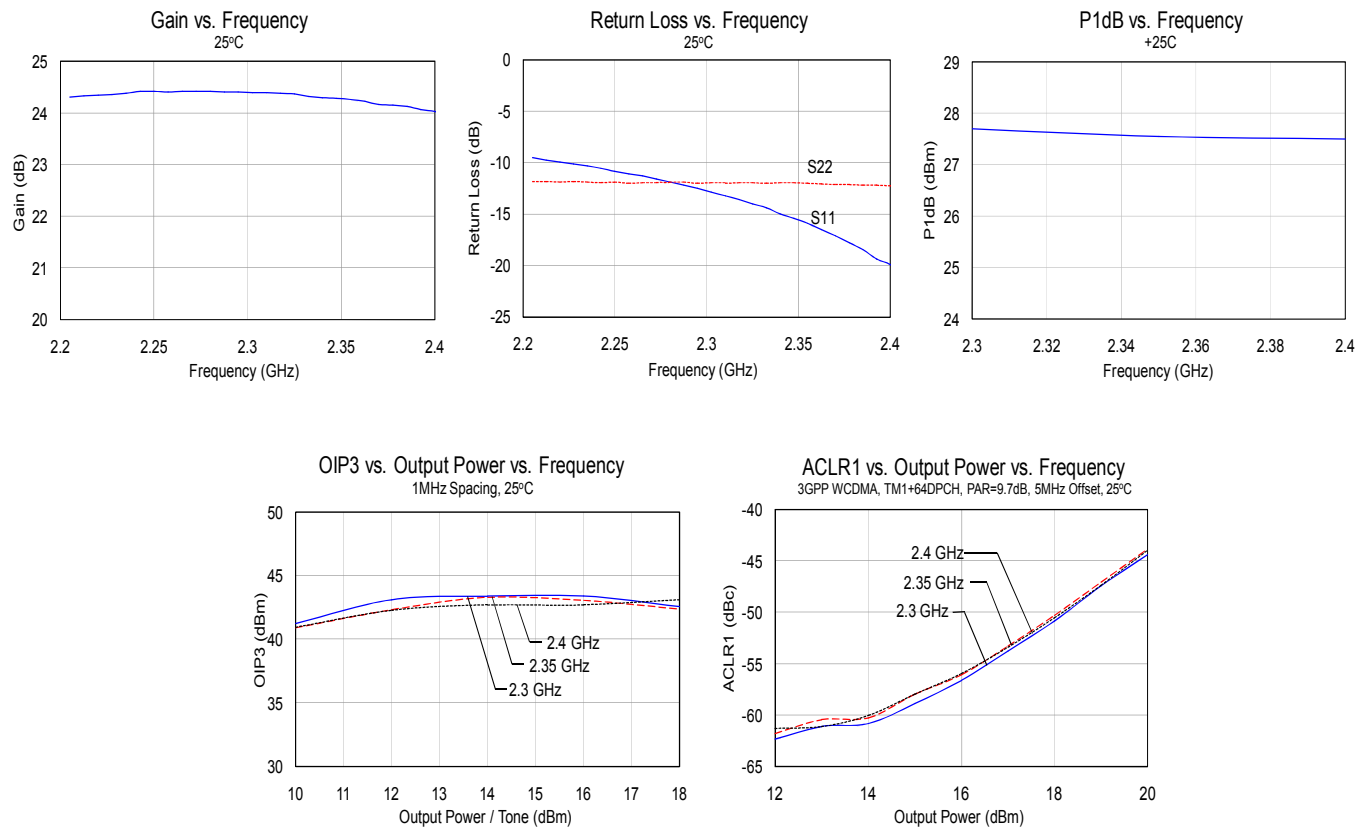 Gain vs. Frequency
25ºC
25
24
23
22
21
20
Gain (dB)
2.2
2.25
2.3
2.35
2.4
Frequency (GHz)
Return Loss vs. Frequency
25ºC
0
-5
-10
-15
-20
-25
Return Loss (dB)
S22
S11
2.2
2.25
2.3
2.35
2.4
Frequency (GHz)
P1dB vs. Frequency
+25C
29
28
27
26
25
24
P1dB (dBm)
2.3
2.32
2.34
2.36
2.38
2.4
Frequency (GHz)
OIP3 vs. Output Power vs. Frequency
1MHz Spacing, 25ºC
50
45
40
35
30
OIP3 (dBm)
2.4 GHz
2.35 GHz
2.3 GHz
10
11
12
13
14
15
16
17
18
Output Power / Tone (dBm)
ACLR1 vs. Output Power vs. Frequency
3GPP WCDMA, TM1+64DPCH, PAR=9.7dB, 5MHz Offset, 25ºC
-40
-45
-50
-55
-60
-65
ACLR1 (dBc)
2.4 GHz
2.35 GHz
2.3 GHz
12
14
16
18
20
Output Power (dBm)